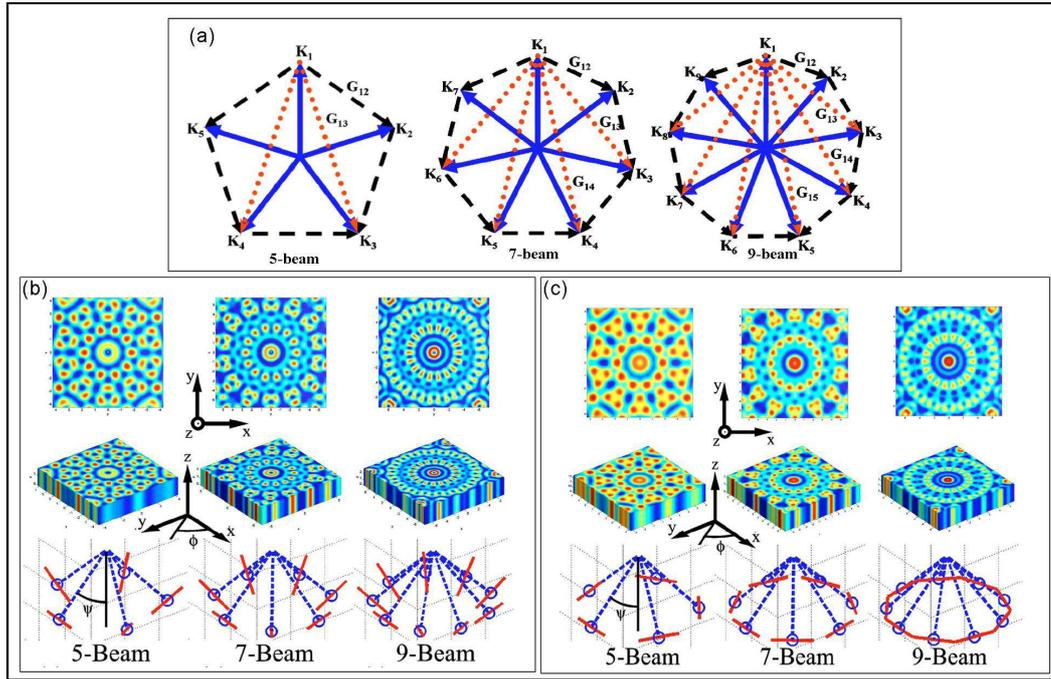 (a)
K1
G12
K5
K2
G13
K4
K3
5-beam
K1
G12
K7
K2
G13
K6
K3
G14
K5
K4
7-beam
K1
G12
K9
K2
G13
K8
K3
G14
G15
K7
K4
K6
K5
9-beam
(b)
y
z
x
z
y
x
ϕ
ψ
5-Beam
7-Beam
9-Beam
(c)
y
z
x
z
y
x
ϕ
ψ
5-Beam
7-Beam
9-Beam